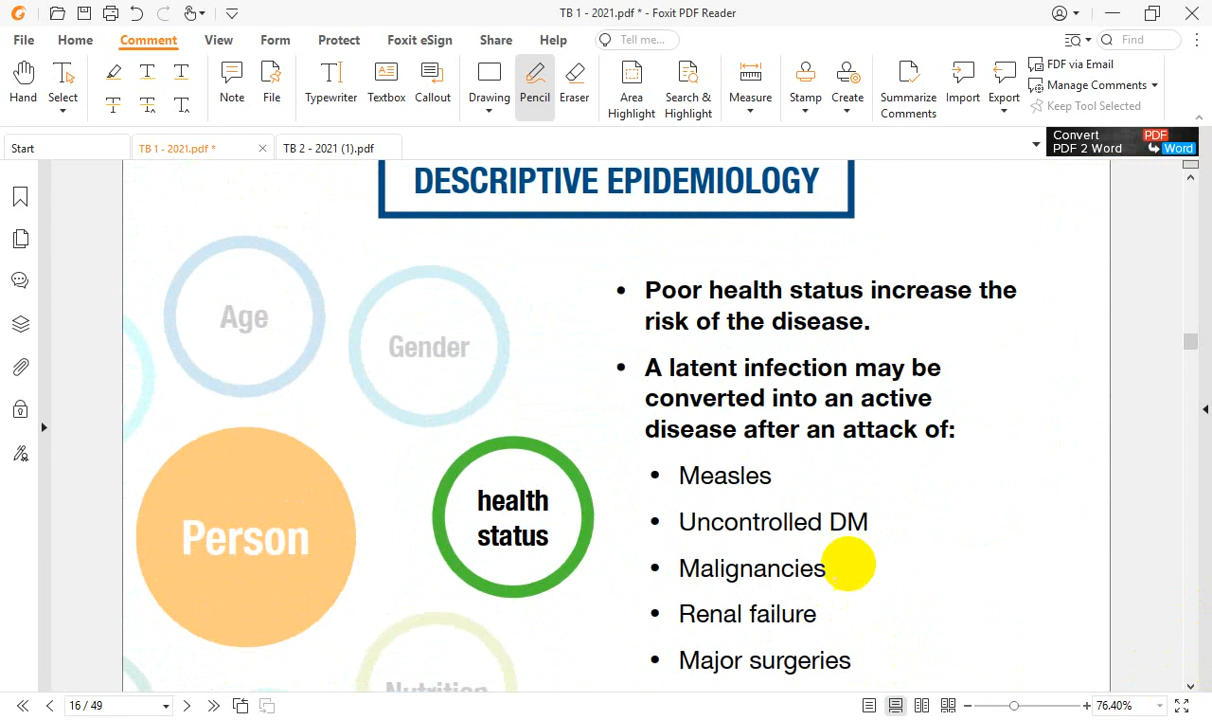 TB 1 - 2021.pdf * - Foxit PDF Reader
File Home Comment View Form Protect Foxit eSign Share Help Tell me... Find
Hand Select Note File Typewriter Textbox Callout Drawing Pencil Eraser Area Highlight Search & Highlight Measure Stamp Create Summarize Comments Import Export
FDF via Email
Manage Comments
Keep Tool Selected
Start TB 1 - 2021.pdf * TB 2 - 2021 (1).pdf
Convert PDF
PDF 2 Word Word
DESCRIPTIVE EPIDEMIOLOGY
Age
Gender
Person
health
status
Nutrition
• Poor health status increase the
risk of the disease.
• A latent infection may be
converted into an active
disease after an attack of:
• Measles
• Uncontrolled DM
• Malignancies
• Renal failure
• Major surgeries
16 / 49 76.40%